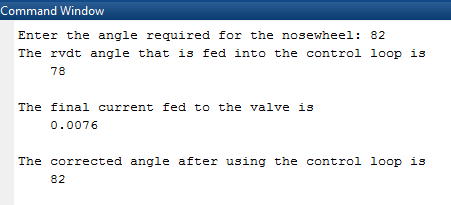 Command Window
Enter the angle required for the nosewheel: 82
The rvdt angle that is fed into the control loop is
78
The final current fed to the valve is
0.0076
The corrected angle after using the control loop is
82